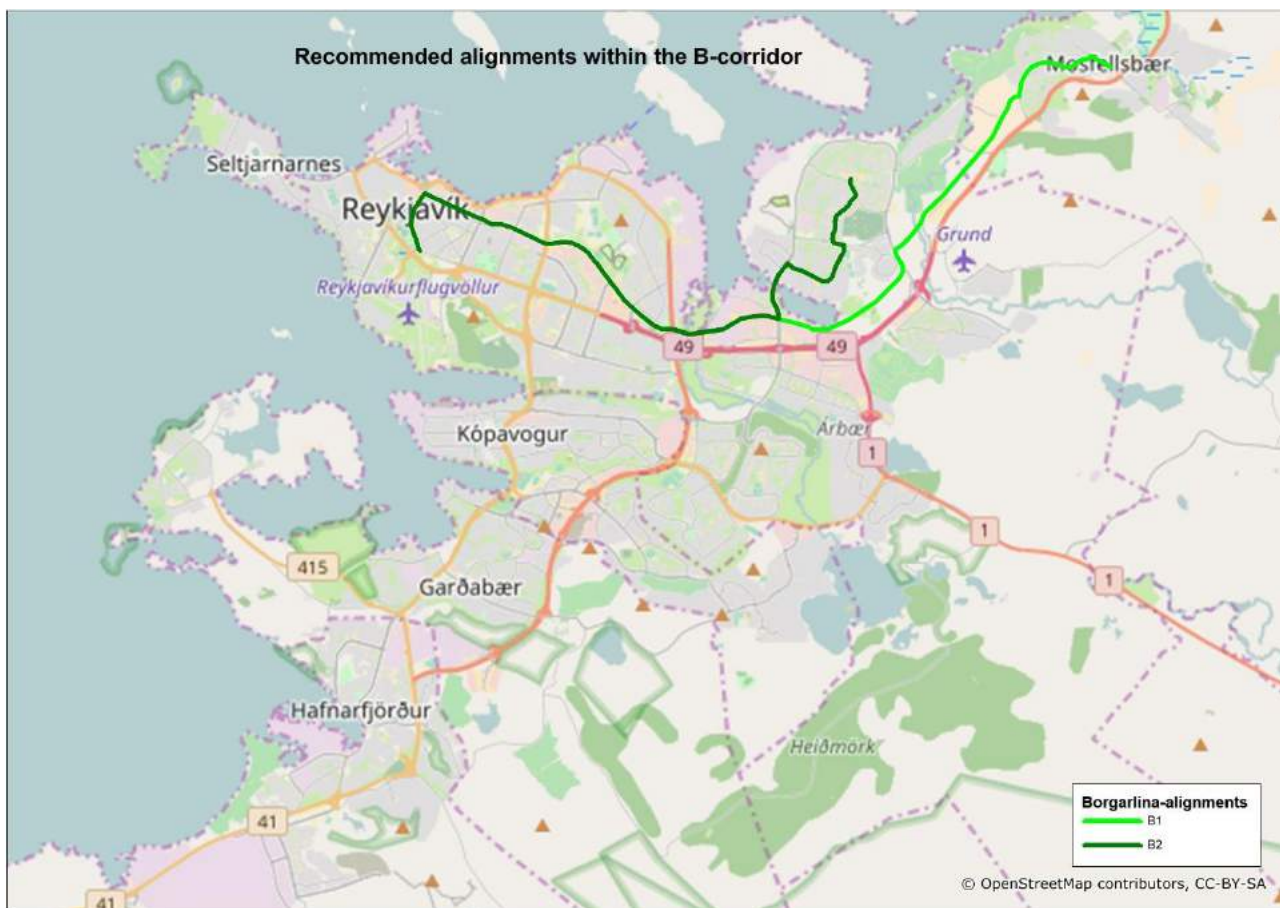 Recommended alignments within the B-corridor
Mosfellsbær
Seltjarnarnes
Reykjavík
Grund
Reykjavíkurflugvöllur
49
49
Kópavogur
Árbær
1
1
415
1
Garðabær
Hafnarfjörður
Heiðmörk
41
41
Borgarlina-alignments
B1
B2
© OpenStreetMap contributors, CC-BY-SA